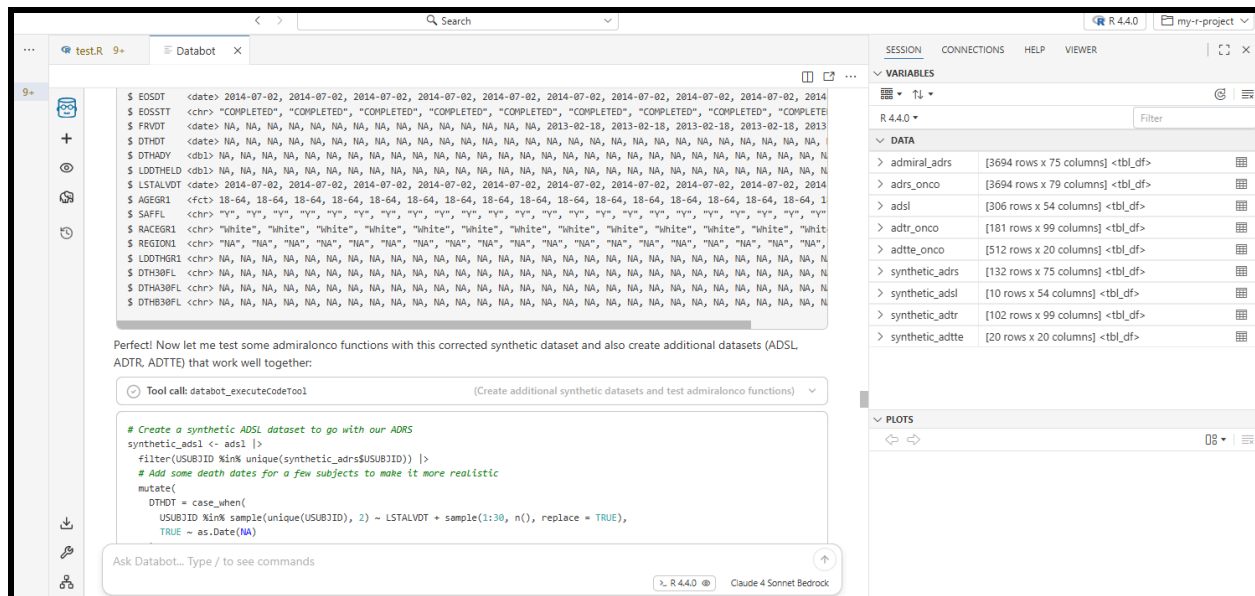 Search
R 4.4.0
my-r-project
test.R 9+
Databot
SESSION CONNECTIONS HELP VIEWER
9+
$ EOSDT <date> 2014-07-02, 2014-07-02, 2014-07-02, 2014-07-02, 2014-07-02, 2014-07-02, 2014-07-02, 2014-07-02, 2014
$ EOSSTT <chr> "COMPLETED", "COMPLETED", "COMPLETED", "COMPLETED", "COMPLETED", "COMPLETED", "COMPLETED", "COMPLETE
$ FRVDT <date> NA, NA, NA, NA, NA, NA, NA, NA, NA, NA, NA, NA, NA, 2013-02-18, 2013-02-18, 2013-02-18, 2013
$ DTHDT <date> NA, NA, NA, NA, NA, NA, NA, NA, NA, NA, NA, NA, NA, NA, NA, NA, NA, NA, NA, NA, NA, NA, NA, NA,
$ DTHADY <dbl> NA, NA, NA, NA, NA, NA, NA, NA, NA, NA, NA, NA, NA, NA, NA, NA, NA, NA, NA, NA, NA, NA, NA, NA, N
$ LDDTHELD <dbl> NA, NA, NA, NA, NA, NA, NA, NA, NA, NA, NA, NA, NA, NA, NA, NA, NA, NA, NA, NA, NA, NA, NA, NA, N
$ LSTALVDT <date> 2014-07-02, 2014-07-02, 2014-07-02, 2014-07-02, 2014-07-02, 2014-07-02, 2014-07-02, 2014-07-02, 2014
$ AGEGR1 <fct> 18-64, 18-64, 18-64, 18-64, 18-64, 18-64, 18-64, 18-64, 18-64, 18-64, 18-64, 18-64, 18-64, 18-64, 1
$ SAFFL <chr> "Y", "Y", "Y", "Y", "Y", "Y", "Y", "Y", "Y", "Y", "Y", "Y", "Y", "Y", "Y", "Y", "Y", "Y", "Y", "Y"
$ RACEGR1 <chr> "White", "White", "White", "White", "White", "White", "White", "White", "White", "White", "White", "Whit
$ REGION1 <chr> "NA", "NA", "NA", "NA", "NA", "NA", "NA", "NA", "NA", "NA", "NA", "NA", "NA", "NA", "NA", "NA", "NA",
$ LDDTHGR1 <chr> NA, NA, NA, NA, NA, NA, NA, NA, NA, NA, NA, NA, NA, NA, NA, NA, NA, NA, NA, NA, NA, NA, NA, NA, N
$ DTH30FL <chr> NA, NA, NA, NA, NA, NA, NA, NA, NA, NA, NA, NA, NA, NA, NA, NA, NA, NA, NA, NA, NA, NA, NA, NA, N
$ DTHA30FL <chr> NA, NA, NA, NA, NA, NA, NA, NA, NA, NA, NA, NA, NA, NA, NA, NA, NA, NA, NA, NA, NA, NA, NA, NA, N
$ DTHB30FL <chr> NA, NA, NA, NA, NA, NA, NA, NA, NA, NA, NA, NA, NA, NA, NA, NA, NA, NA, NA, NA, NA, NA, NA, NA, N
Perfect! Now let me test some admiralonco functions with this corrected synthetic dataset and also create additional datasets (ADSL,
ADTR, ADTTE) that work well together:
Tool call: databot_executeCodeTool (Create additional synthetic datasets and test admiralonco functions)
# Create a synthetic ADSL dataset to go with our ADRS
synthetic_adsl <- adsl |>
filter(USUBJID %in% unique(synthetic_adrs$USUBJID)) |>
# Add some death dates for a few subjects to make it more realistic
mutate(
DTHDT = case_when(
USUBJID %in% sample(unique(USUBJID), 2) ~ LSTALVDT + sample(1:30, n(), replace = TRUE),
TRUE ~ as.Date(NA)
Ask Databot... Type / to see commands
R 4.4.0
Claude 4 Sonnet Bedrock
VARIABLES
R 4.4.0
Filter
DATA
admiral_adrs [3694 rows x 75 columns] <tbl_df>
adrs_onco [3694 rows x 79 columns] <tbl_df>
adsl [306 rows x 54 columns] <tbl_df>
adtr_onco [181 rows x 99 columns] <tbl_df>
adtte_onco [512 rows x 20 columns] <tbl_df>
synthetic_adrs [132 rows x 75 columns] <tbl_df>
synthetic_adsl [10 rows x 54 columns] <tbl_df>
synthetic_adtr [102 rows x 99 columns] <tbl_df>
synthetic_adtte [20 rows x 20 columns] <tbl_df>
PLOTS